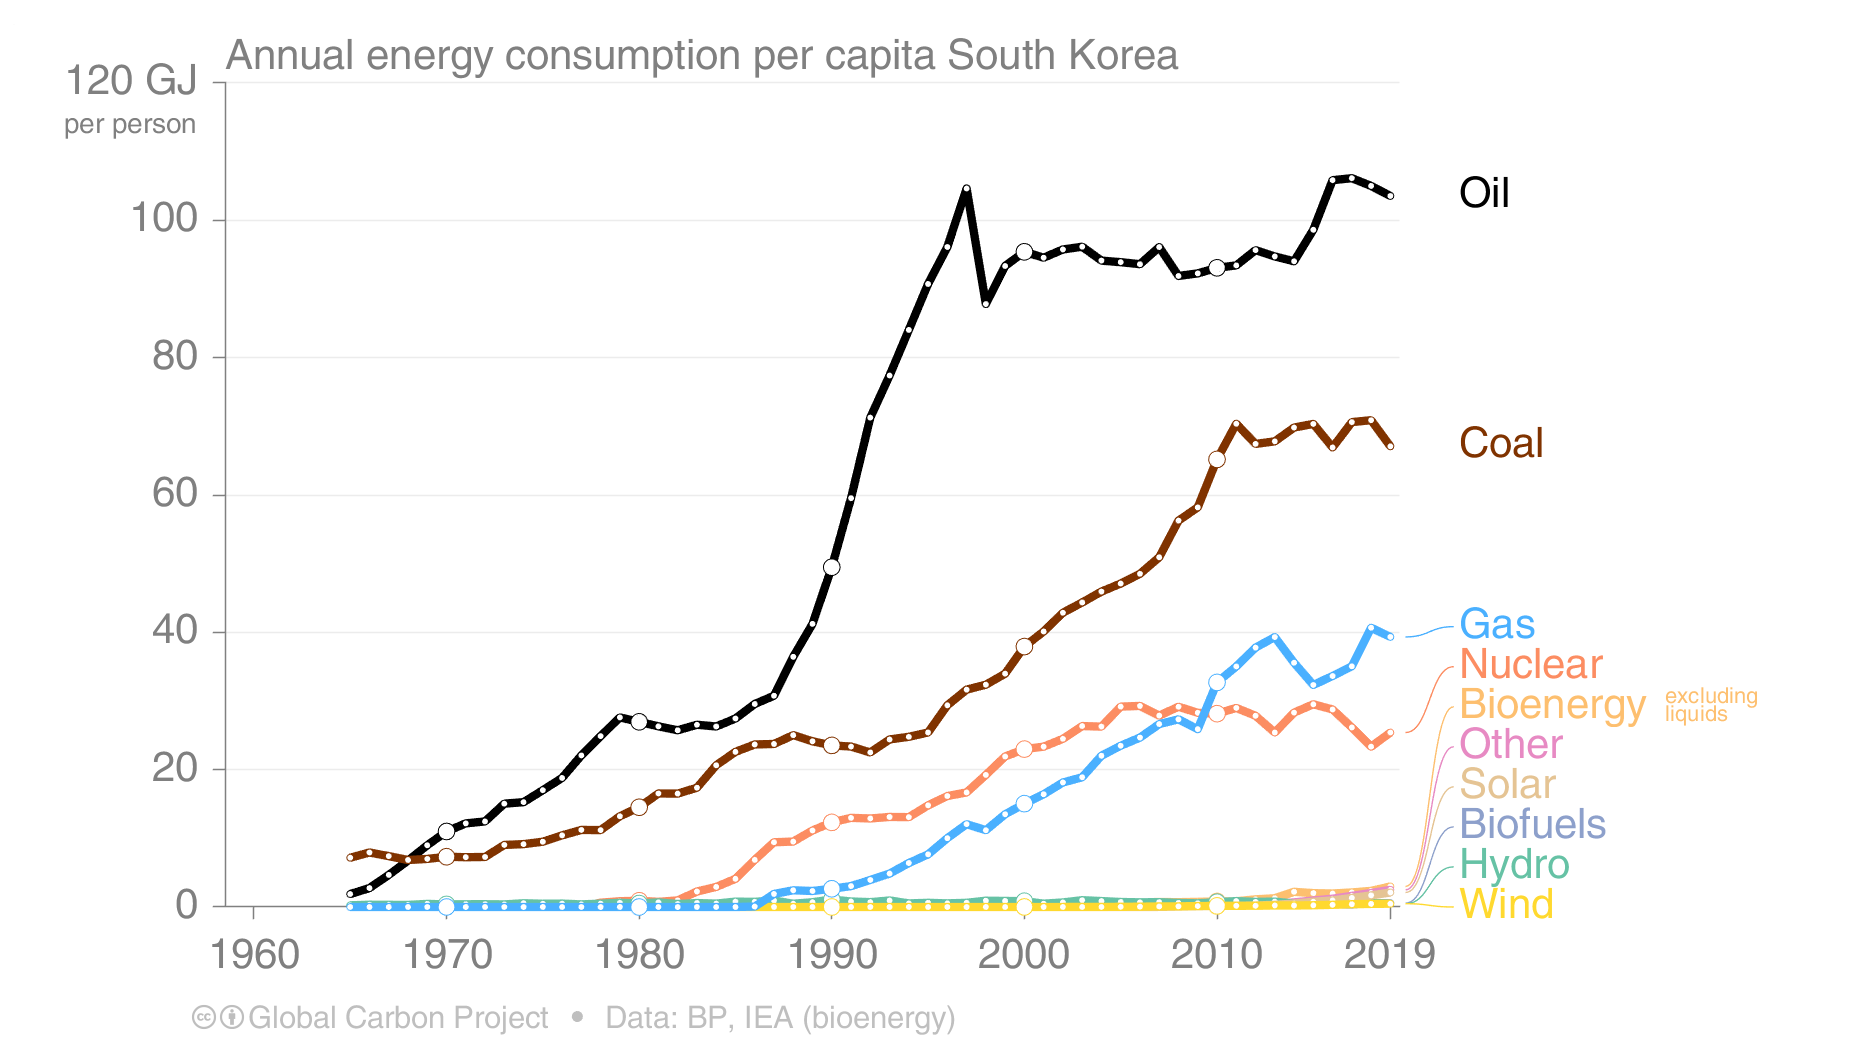 Annual energy consumption per capita South Korea
120 GJ
per person
100
80
60
40
20
0
Oil
Coal
Gas
Nuclear
Bioenergy excluding liquids
Other
Solar
Biofuels
Hydro
Wind
1960 1970 1980 1990 2000 2010 2019
cc Global Carbon Project • Data: BP, IEA (bioenergy)